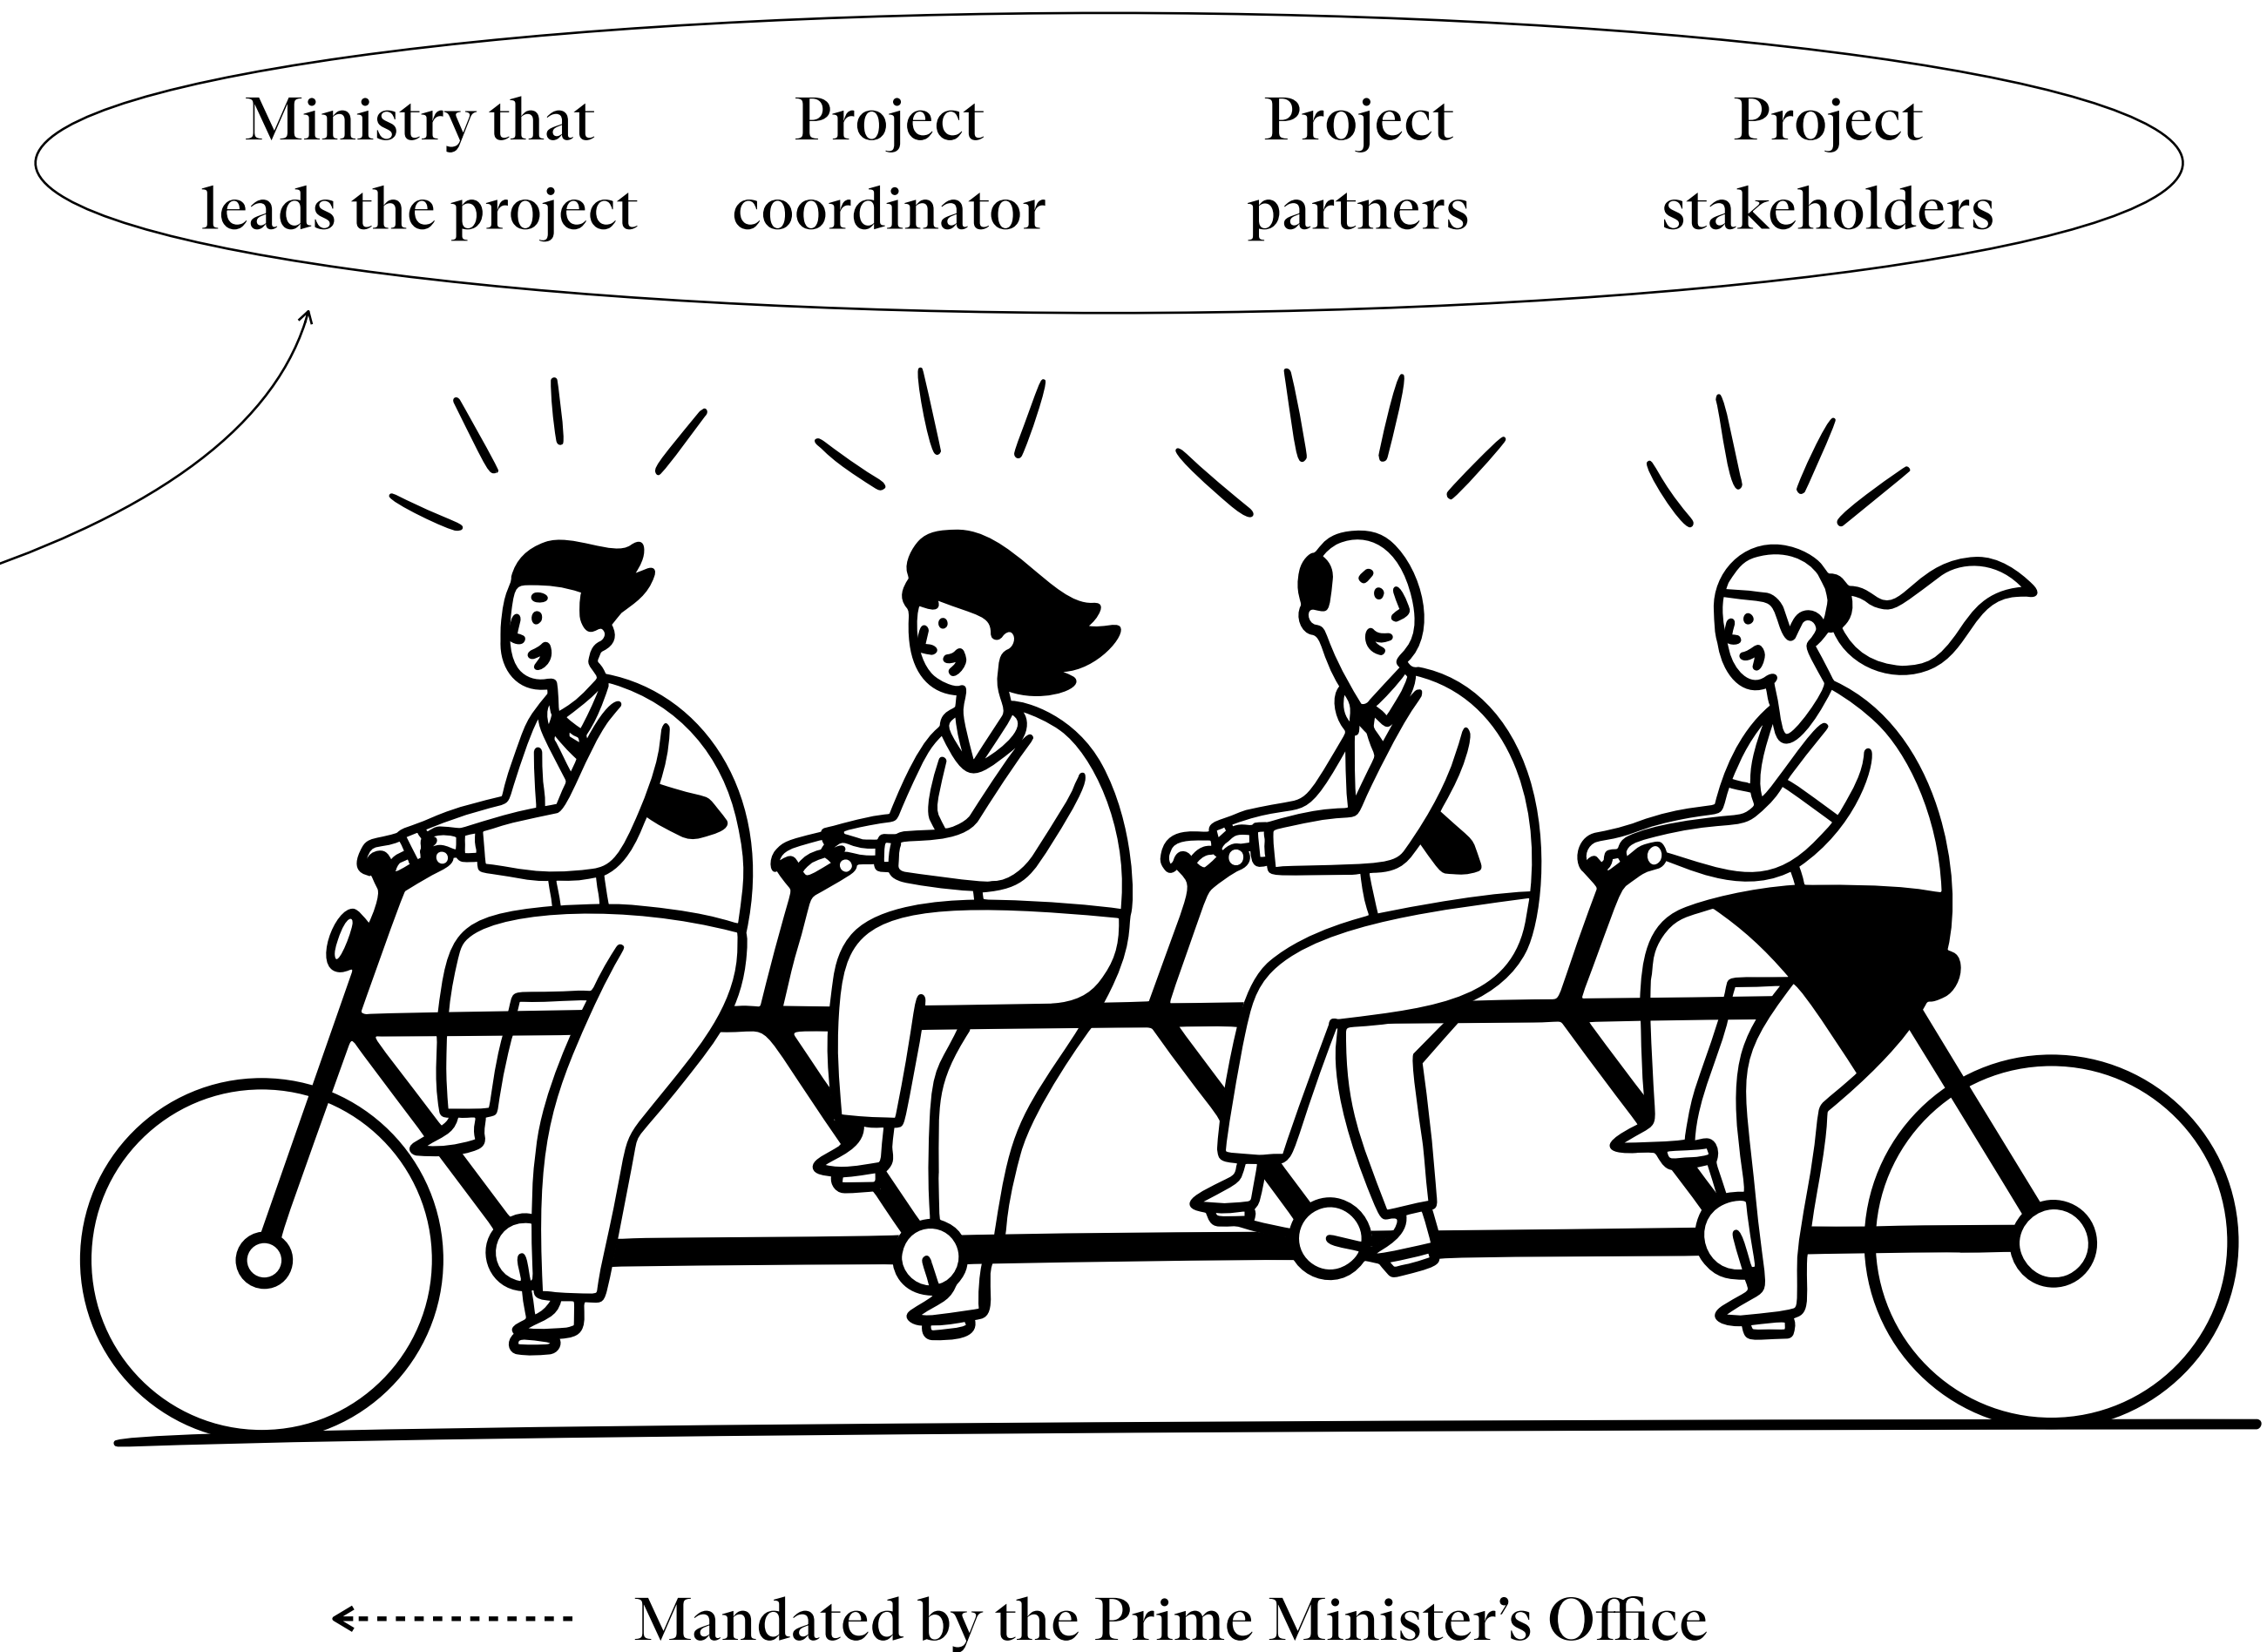 Ministry that
leads the project
Project
coordinator
Project
partners
Project
stakeholders
Mandated by the Prime Minister’s Office